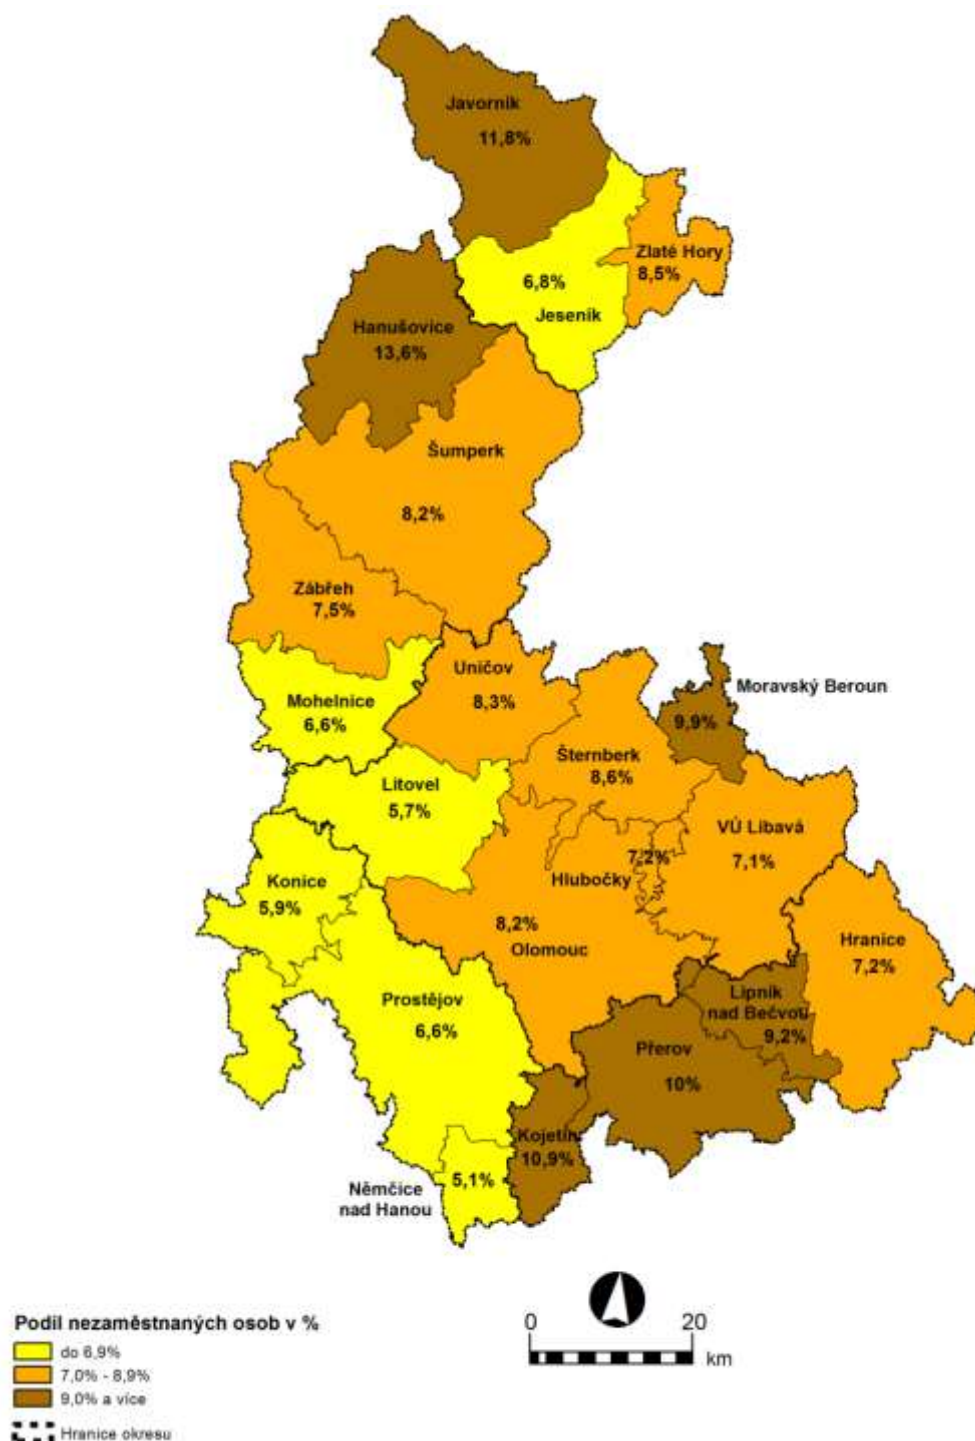 Javorník
11,8%
Zlaté Hory
8,5%
6,8%
Jeseník
Hanušovice
13,6%
Šumperk
8,2%
Zábřeh
7,5%
Uničov
8,3%
Moravský Beroun
9,9%
Mohelnice
6,6%
Šternberk
8,6%
Litovel
5,7%
VÚ Libavá
7,1%
7,2%
Hlubočky
Konice
5,9%
8,2%
Olomouc
Hranice
7,2%
Prostějov
6,6%
Lipník
nad Bečvou
9,2%
Přerov
10%
Kojetín
10,9%
5,1%
Němčice
nad Hanou
Podíl nezaměstnaných osob v %
do 6,9%
7,0% - 8,9%
9,0% a více
Hranice okresu
0 20
km